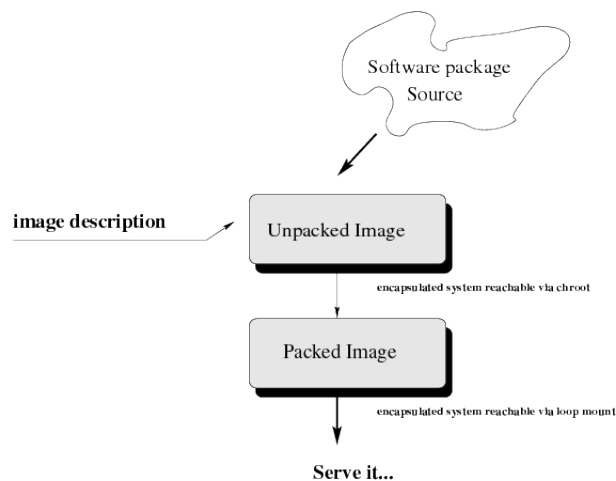 Software package
Source
image description
Unpacked Image
encapsulated system reachable via chroot
Packed Image
encapsulated system reachable via loop mount
Serve it...